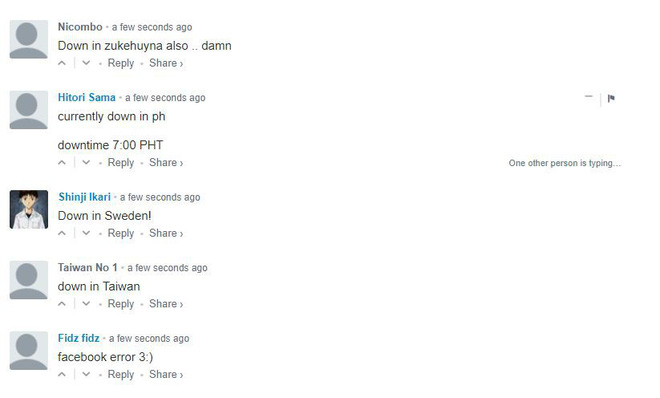 Nicombo • a few seconds ago
Down in zukehuyna also .. damn
• Reply • Share ›
Hitori Sama • a few seconds ago
currently down in ph
downtime 7:00 PHT
• Reply • Share ›
One other person is typing...
Shinji Ikari • a few seconds ago
Down in Sweden!
• Reply • Share ›
Taiwan No 1 • a few seconds ago
down in Taiwan
• Reply • Share ›
Fidz fidz • a few seconds ago
facebook error 3:)
• Reply • Share ›